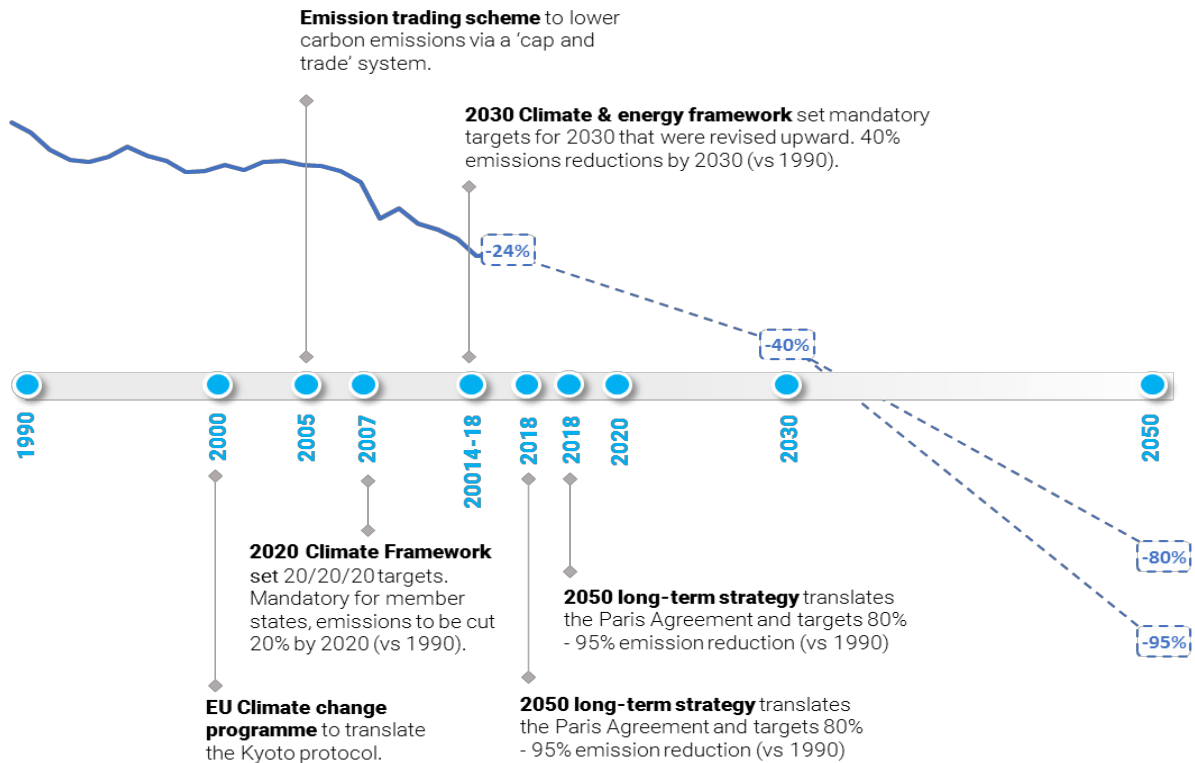 Emission trading scheme to lower
carbon emissions via a ‘cap and
trade’ system.
2030 Climate & energy framework set mandatory
targets for 2030 that were revised upward. 40%
emissions reductions by 2030 (vs 1990).
-24%
-40%
1990
2000
2005
2007
20014-18
2018
2018
2020
2030
2050
2020 Climate Framework
set 20/20/20 targets.
Mandatory for member
states, emissions to be cut
20% by 2020 (vs 1990).
-80%
2050 long-term strategy translates
the Paris Agreement and targets 80%
- 95% emission reduction (vs 1990)
-95%
EU Climate change
programme to translate
the Kyoto protocol.
2050 long-term strategy translates
the Paris Agreement and targets 80%
- 95% emission reduction (vs 1990)